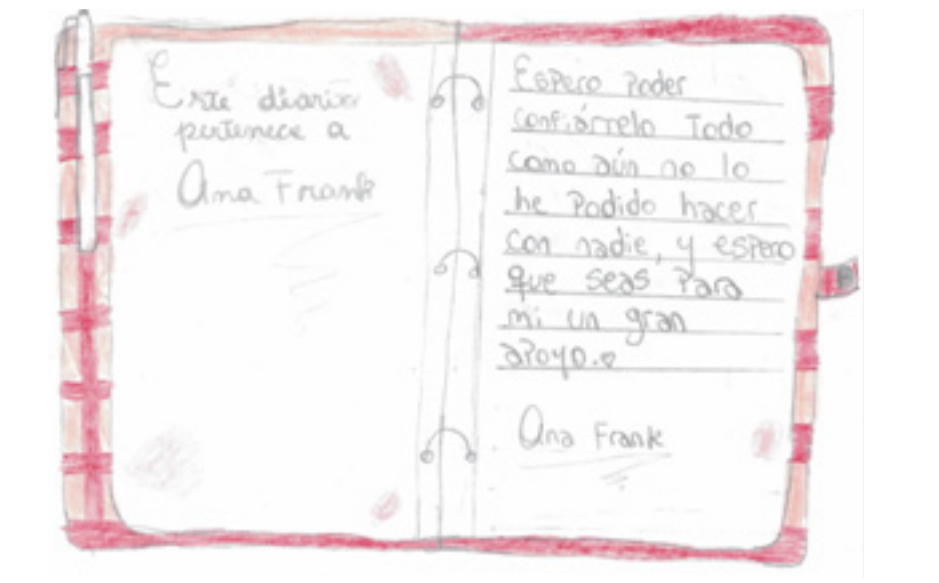 Este diario
pertenece a
Ana Frank
Espero poder
confiártelo Todo
como aún no lo
he Podido hacer
con nadie, y espero
que seas Para
mi un gran
apoyo.
Ana Frank